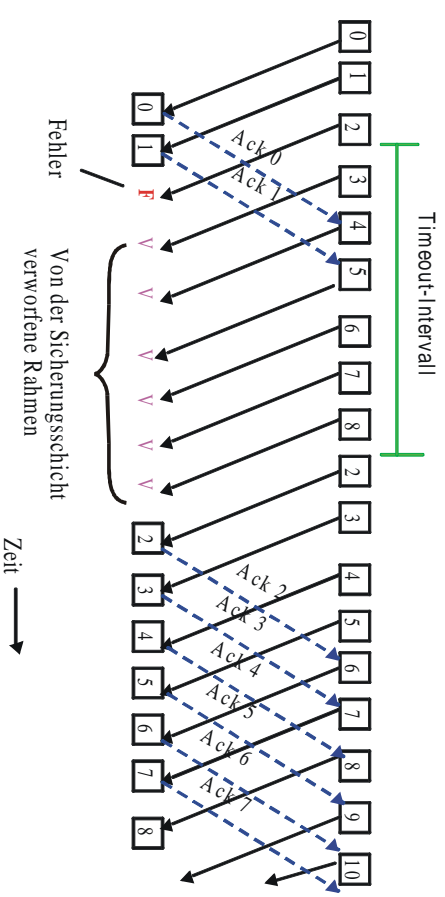 Timeout-Intervall
0 1 2 3 4 5 6 7 8 2 3 4 5 6 7 8 9 10
Ack 0
Ack 1
Ack 2
Ack 3
Ack 4
Ack 5
Ack 6
Ack 7
0 1 F V V V V V V 2 3 4 5 6 7 8
Fehler
Von der Sicherungsschicht
verworfene Rahmen
Zeit